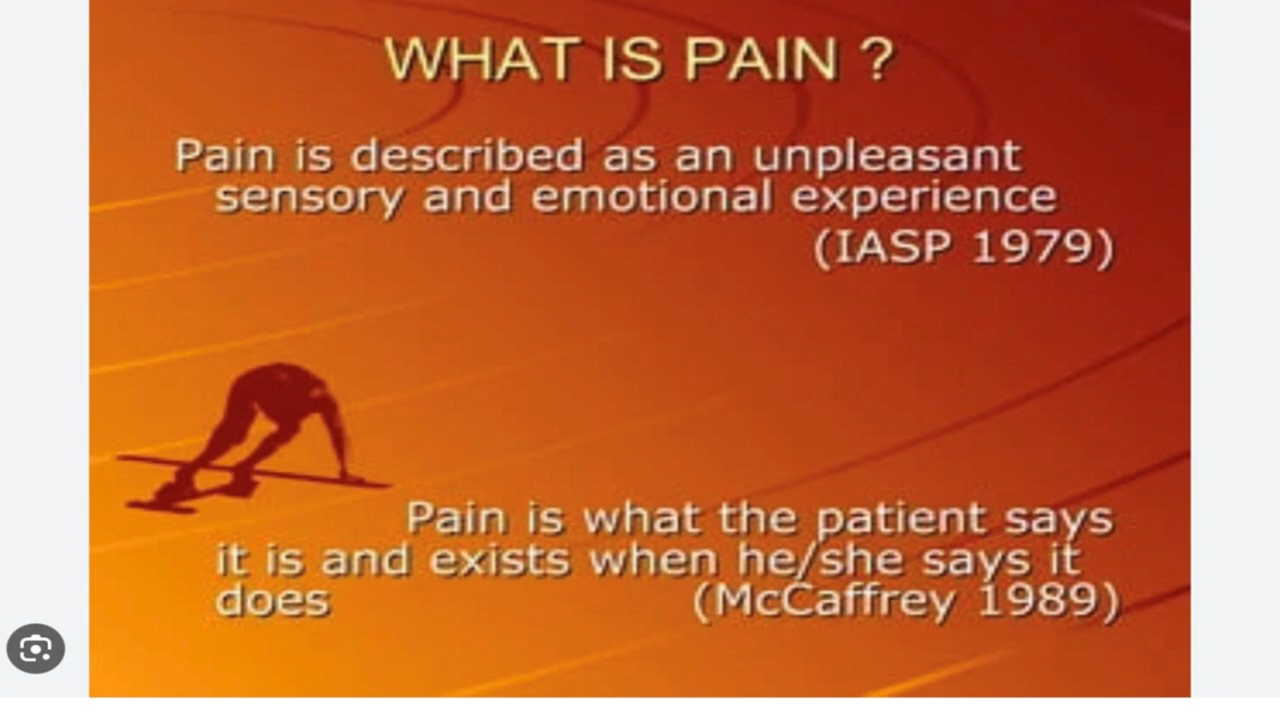 WHAT IS PAIN ?
Pain is described as an unpleasant
sensory and emotional experience
(IASP 1979)
Pain is what the patient says
it is and exists when he/she says it
does (McCaffrey 1989)